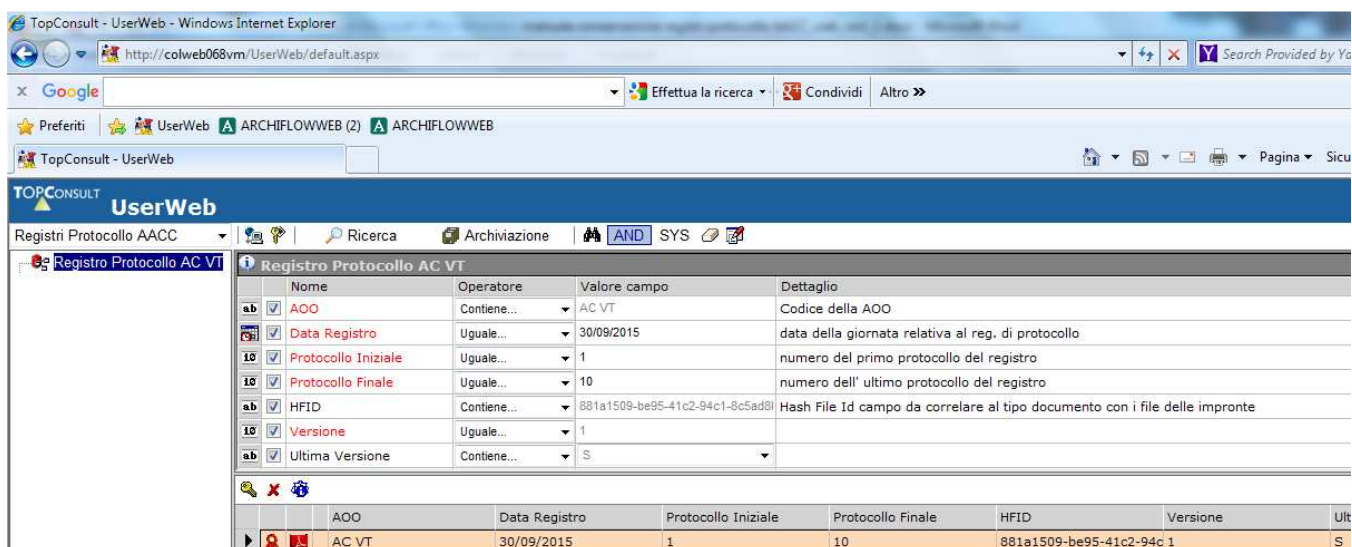 TopConsult - UserWeb - Windows Internet Explorer
http://colweb068vm/UserWeb/default.aspx
Search Provided by Ya
x Google Effettua la ricerca Condividi Altro »
Preferiti UserWeb ARCHIFLOWWEB (2) ARCHIFLOWWEB
TopConsult - UserWeb Pagina Sicu
TOPCONSULT
UserWeb
Registri Protocollo AACC Ricerca Archiviazione AND SYS
Registro Protocollo AC VT Registro Protocollo AC VT
Nome Operatore Valore campo Dettaglio
ab AOO Contiene... AC VT Codice della AOO
Data Registro Uguale... 30/09/2015 data della giornata relativa al reg. di protocollo
10 Protocollo Iniziale Uguale... 1 numero del primo protocollo del registro
10 Protocollo Finale Uguale... 10 numero dell' ultimo protocollo del registro
ab HFID Contiene... 881a1509-be95-41c2-94c1-8c5ad8 Hash File Id campo da correlare al tipo documento con i file delle impronte
10 Versione Uguale... 1
ab Ultima Versione Contiene... S
AOO Data Registro Protocollo Iniziale Protocollo Finale HFID Versione Ult
AC VT 30/09/2015 1 10 881a1509-be95-41c2-94c 1 S